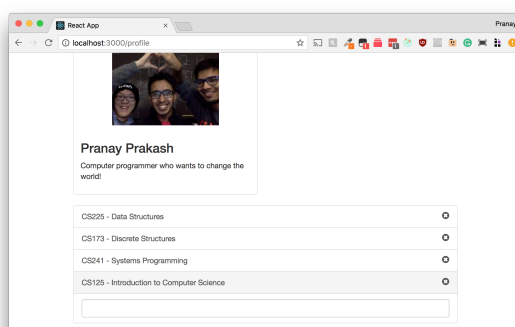 React App
Pranay
localhost:3000/profile
Pranay Prakash
Computer programmer who wants to change the
world!
CS225 - Data Structures
CS173 - Discrete Structures
CS241 - Systems Programming
CS125 - Introduction to Computer Science